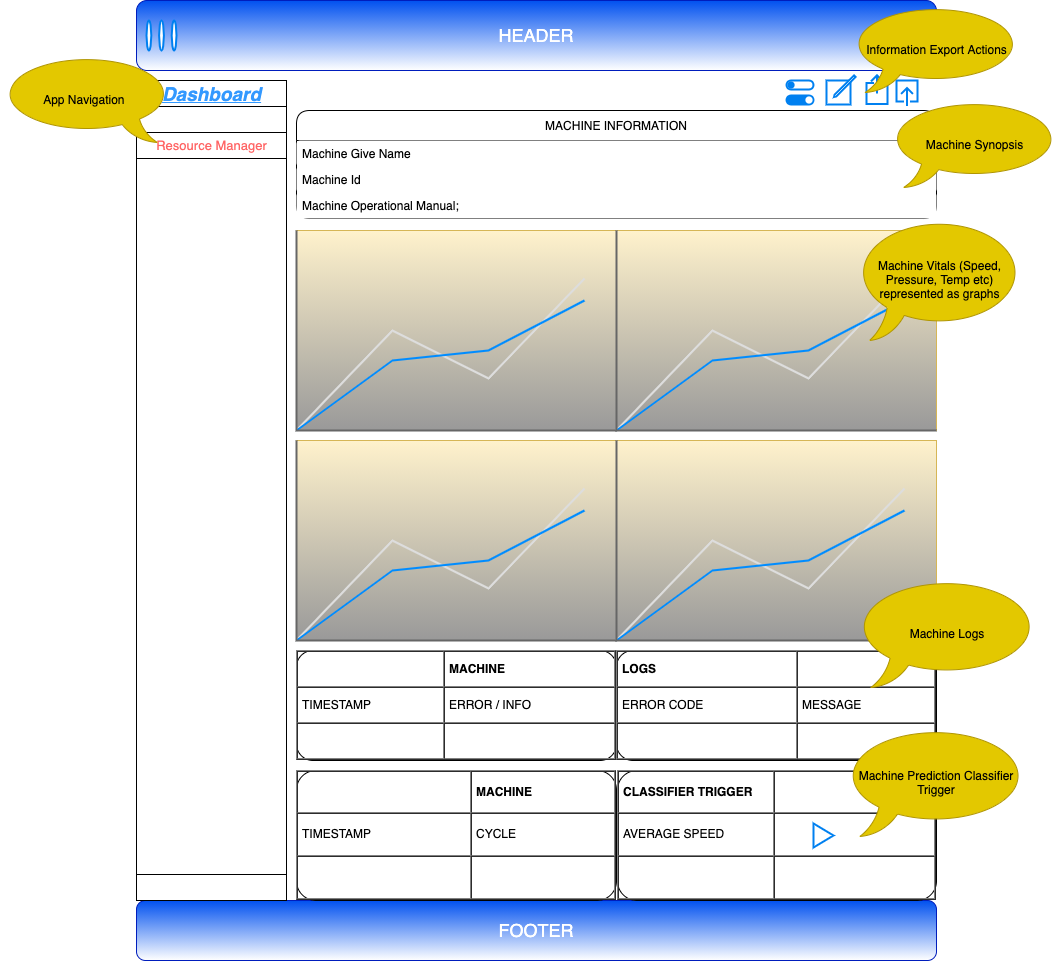 HEADER
Information Export Actions
App Navigation
Dashboard
MACHINE INFORMATION
Resource Manager
Machine Give Name
Machine Synopsis
Machine Id
Machine Operational Manual;
Machine Vitals (Speed,
Pressure, Temp etc)
represented as graphs
Machine Logs
MACHINE LOGS
TIMESTAMP ERROR / INFO ERROR CODE MESSAGE
Machine Prediction Classifier
Trigger
MACHINE CLASSIFIER TRIGGER
TIMESTAMP CYCLE AVERAGE SPEED
FOOTER